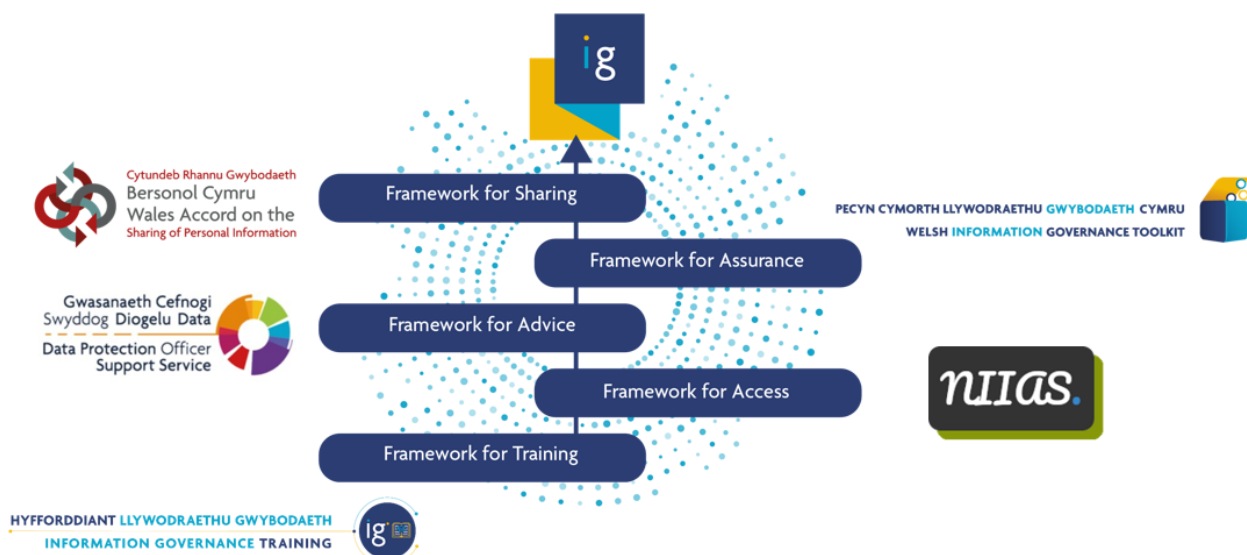 ig
Cytundeb Rhannu Gwybodaeth
Bersonol Cymru
Wales Accord on the
Sharing of Personal Information
Framework for Sharing
PECYN CYMORTH LLYWODRAETHU GWYBODAETH CYMRU
WELSH INFORMATION GOVERNANCE TOOLKIT
Framework for Assurance
Gwasanaeth Cefnogi
Swyddog Diogelu Data
Data Protection Officer
Support Service
Framework for Advice
Framework for Access
NIIAS.
Framework for Training
HYFFORDDIANT LLYWODRAETHU GWYBODAETH
INFORMATION GOVERNANCE TRAINING
ig